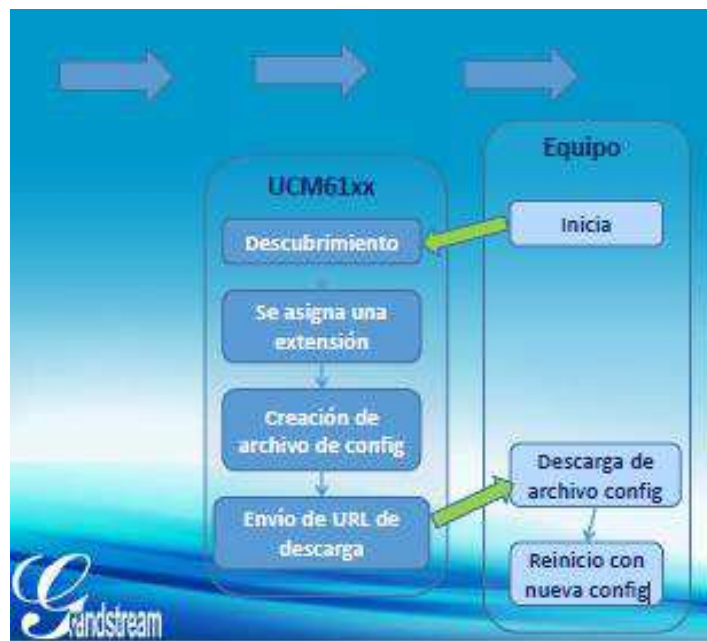 Equipo
UCM61xx
Inicia
Descubrimiento
Se asigna una
extensión
Creación de
archivo de config
Descarga de
archivo config
Envío de URL de
descarga
Reinicio con
nueva config
Grandstream